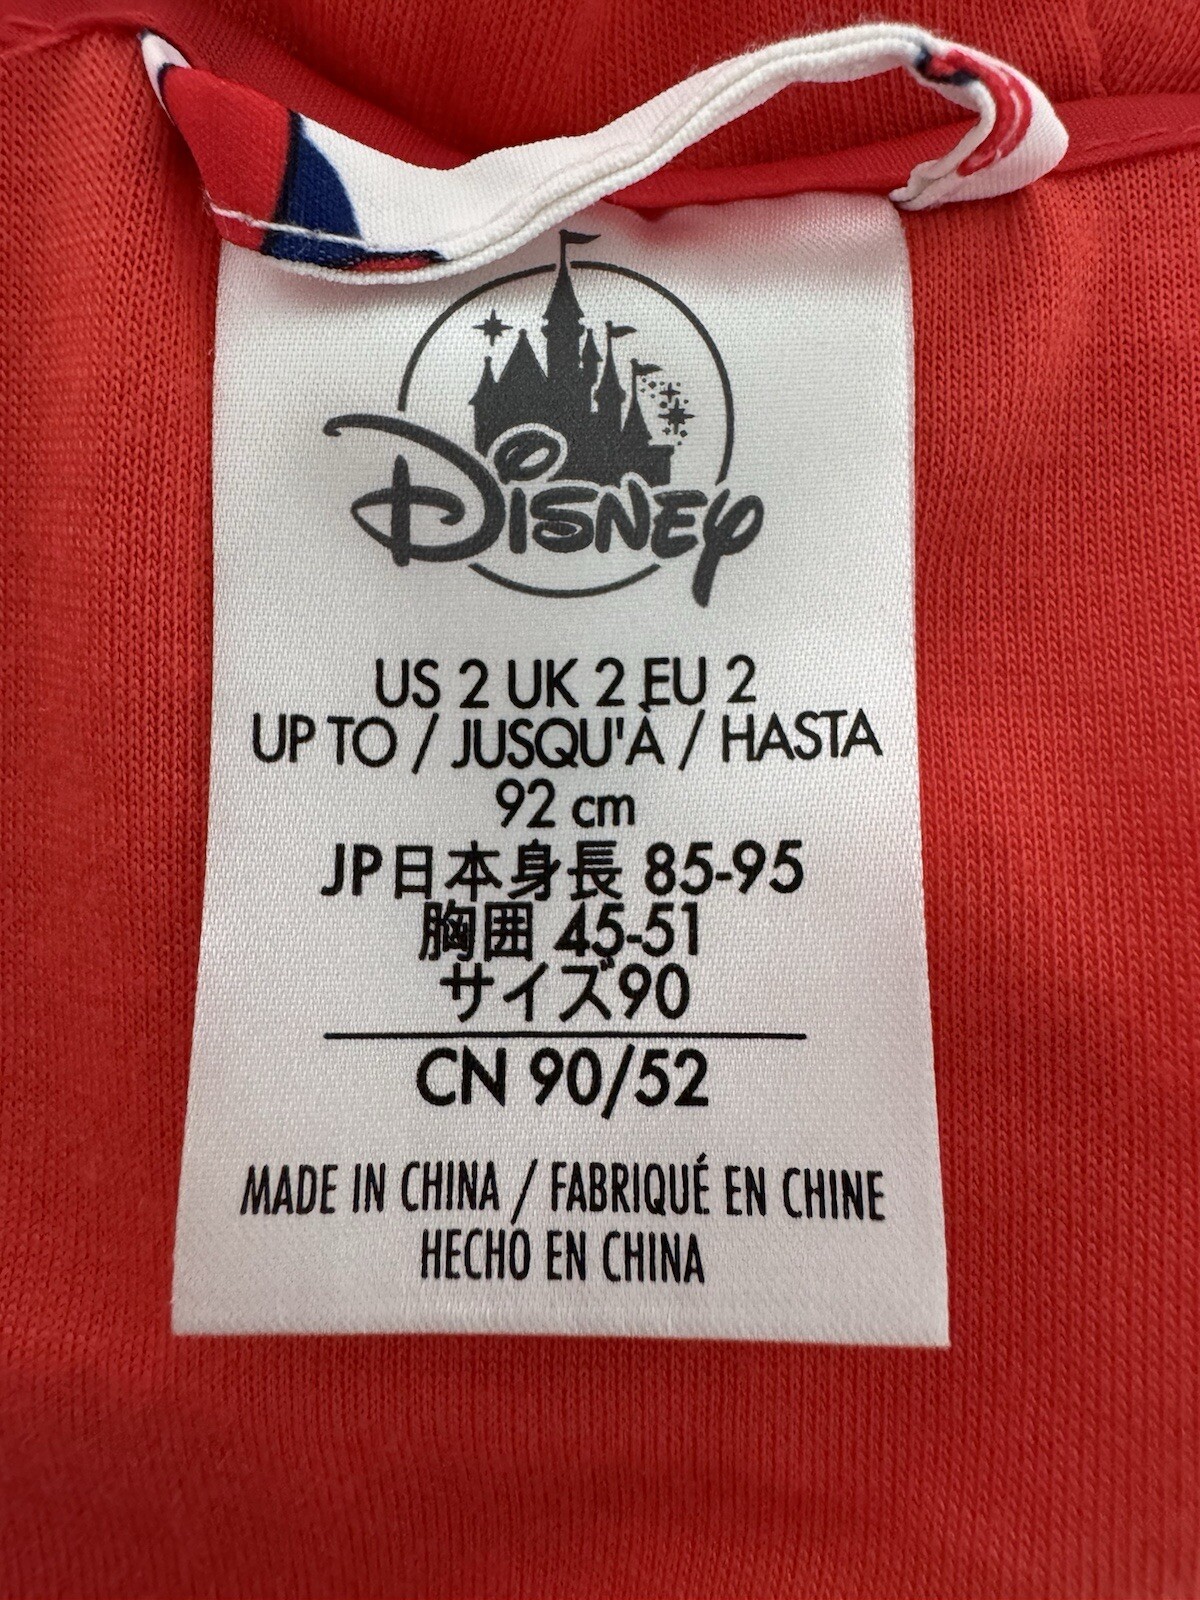 Disney
US 2 UK 2 EU 2
UP TO / JUSQU'À / HASTA
92 cm
JP日本身長 85-95
胸囲 45-51
サイズ90
CN 90/52
MADE IN CHINA / FABRIQUÉ EN CHINE
HECHO EN CHINA